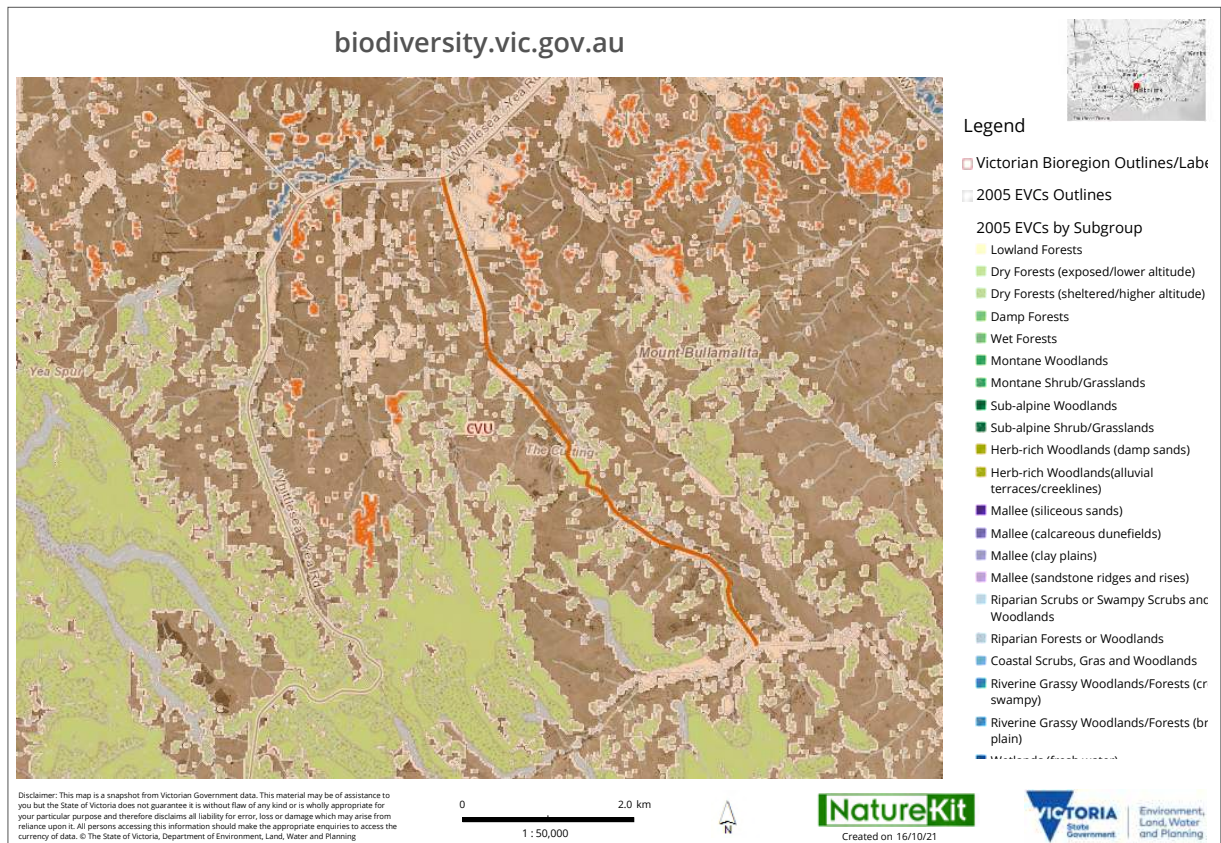 biodiversity.vic.gov.au
Whittlesea - Yea Rd
Mount Bullamalita
Yea Spur
CVU
The Cutting
Whittlesea - Yea Rd
Legend
Victorian Bioregion Outlines/Labe
2005 EVCs Outlines
2005 EVCs by Subgroup
Lowland Forests
Dry Forests (exposed/lower altitude)
Dry Forests (sheltered/higher altitude)
Damp Forests
Wet Forests
Montane Woodlands
Montane Shrub/Grasslands
Sub-alpine Woodlands
Sub-alpine Shrub/Grasslands
Herb-rich Woodlands (damp sands)
Herb-rich Woodlands(alluvial
terraces/creeklines)
Mallee (siliceous sands)
Mallee (calcareous dunefields)
Mallee (clay plains)
Mallee (sandstone ridges and rises)
Riparian Scrubs or Swampy Scrubs and
Woodlands
Riparian Forests or Woodlands
Coastal Scrubs, Gras and Woodlands
Riverine Grassy Woodlands/Forests (cr
swampy)
Riverine Grassy Woodlands/Forests (br
plain)
Wetlands (fresh water)
Disclaimer: This map is a snapshot from Victorian Government data. This material may be of assistance to
you but the State of Victoria does not guarantee it is without flaw of any kind or is wholly appropriate for
your particular purpose and therefore disclaims all liability for error, loss or damage which may arise from
reliance upon it. All persons accessing this information should make the appropriate enquiries to access the
currency of data. © The State of Victoria, Department of Environment, Land, Water and Planning
0 2.0 km
1 : 50,000
N
NatureKit
Created on 16/10/21
VICTORIA
State
Government
Environment,
Land, Water
and Planning